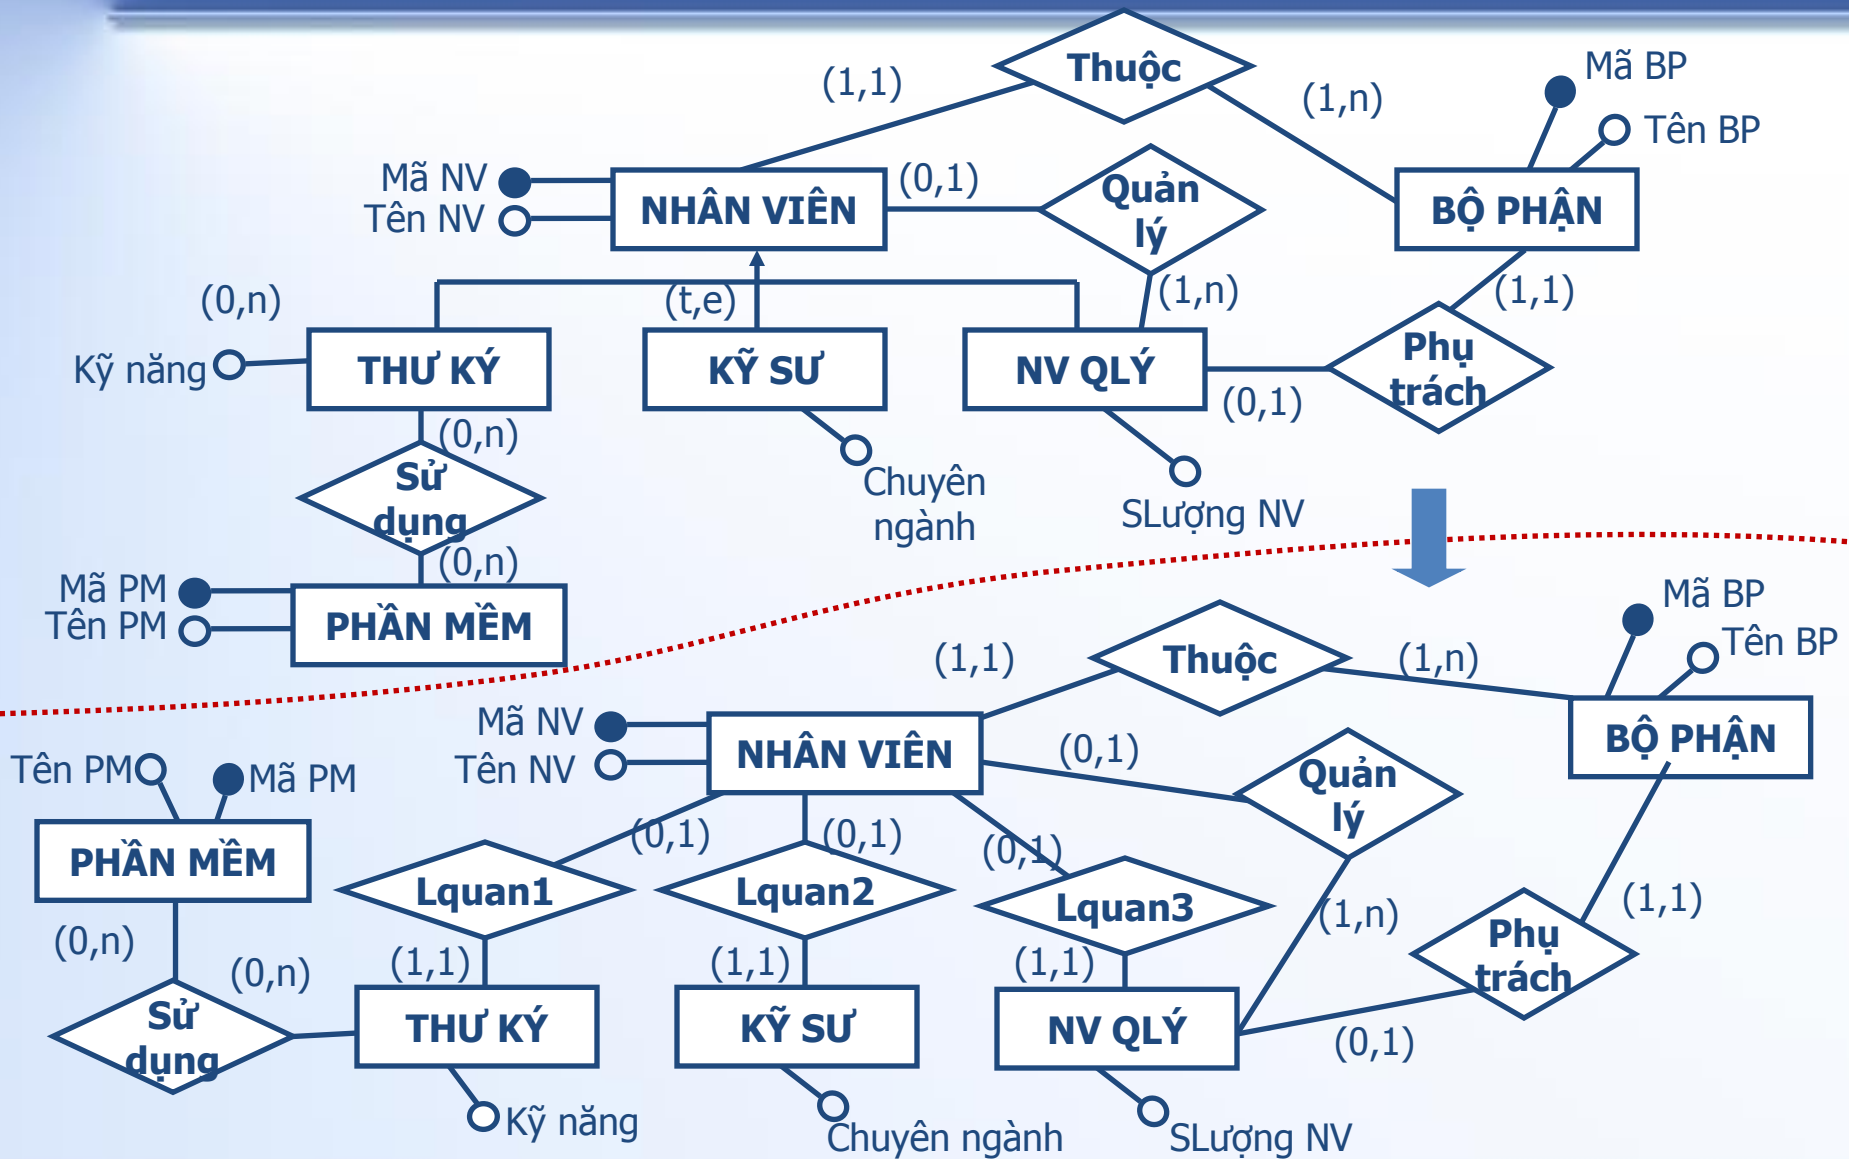 Thuộc
Mã BP
(1,1)
(1,n)
Tên BP
Mã NV
Tên NV
NHÂN VIÊN
(0,1)
Quản
lý
BỘ PHẬN
(0,n)
(t,e)
(1,n)
(1,1)
Kỹ năng
THƯ KÝ
KỸ SƯ
NV QLÝ
Phụ
trách
(0,1)
(0,n)
Sử
dụng
Chuyên
ngành
SLượng NV
(0,n)
Mã PM
Tên PM
PHẦN MỀM
Mã BP
Tên BP
(1,1)
Thuộc
(1,n)
Mã NV
Tên NV
NHÂN VIÊN
(0,1)
BỘ PHẬN
Quản
lý
Tên PM
Mã PM
PHẦN MỀM
(0,1)
(0,1)
(0,1)
Lquan1
Lquan2
Lquan3
(1,n)
(1,1)
(0,n)
(0,n)
(1,1)
(1,1)
(1,1)
Phụ
trách
Sử
dụng
THƯ KÝ
KỸ SƯ
NV QLÝ
(0,1)
Kỹ năng
Chuyên ngành
SLượng NV